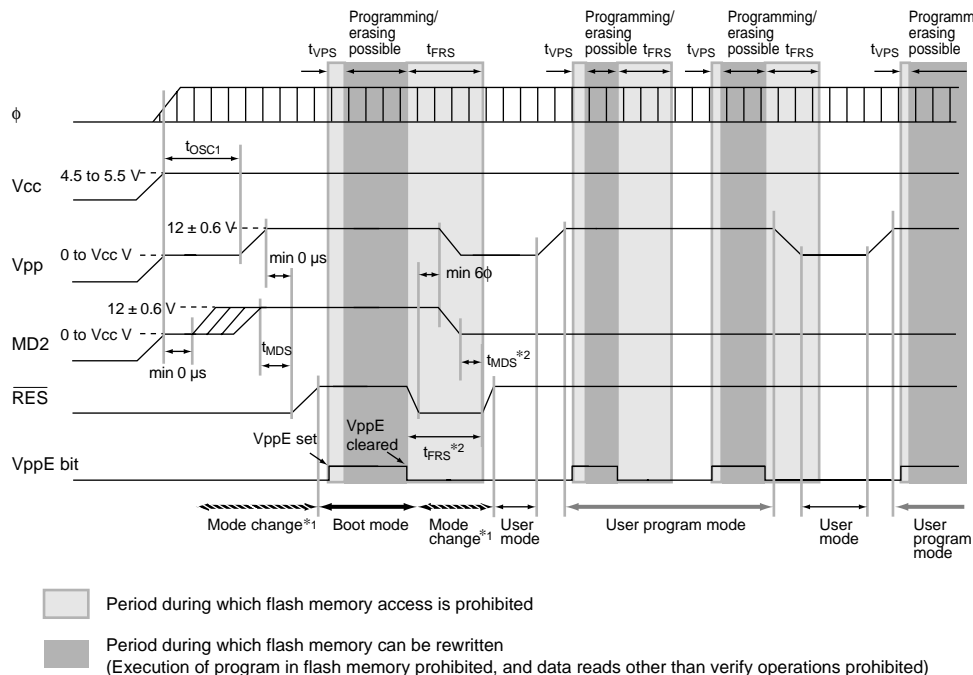 Programming/ erasing possible
Programming/ erasing possible
Programming/ erasing possible
Programm erasing possible
tVPS
tFRS
tVPS
tFRS
tVPS
tFRS
tVPS
ϕ
tOSC1
Vcc
4.5 to 5.5 V
12 ± 0.6 V
Vpp
0 to Vcc V
min 0 µs
min 6ϕ
12 ± 0.6 V
MD2
0 to Vcc V
tMDS
tMDS*2
min 0 µs
RES
VppE set
VppE cleared
tFRS*2
VppE bit
Mode change*1
Boot mode
Mode change*1
User mode
User program mode
User mode
User program mode
Period during which flash memory access is prohibited
Period during which flash memory can be rewritten
(Execution of program in flash memory prohibited, and data reads other than verify operations prohibited)